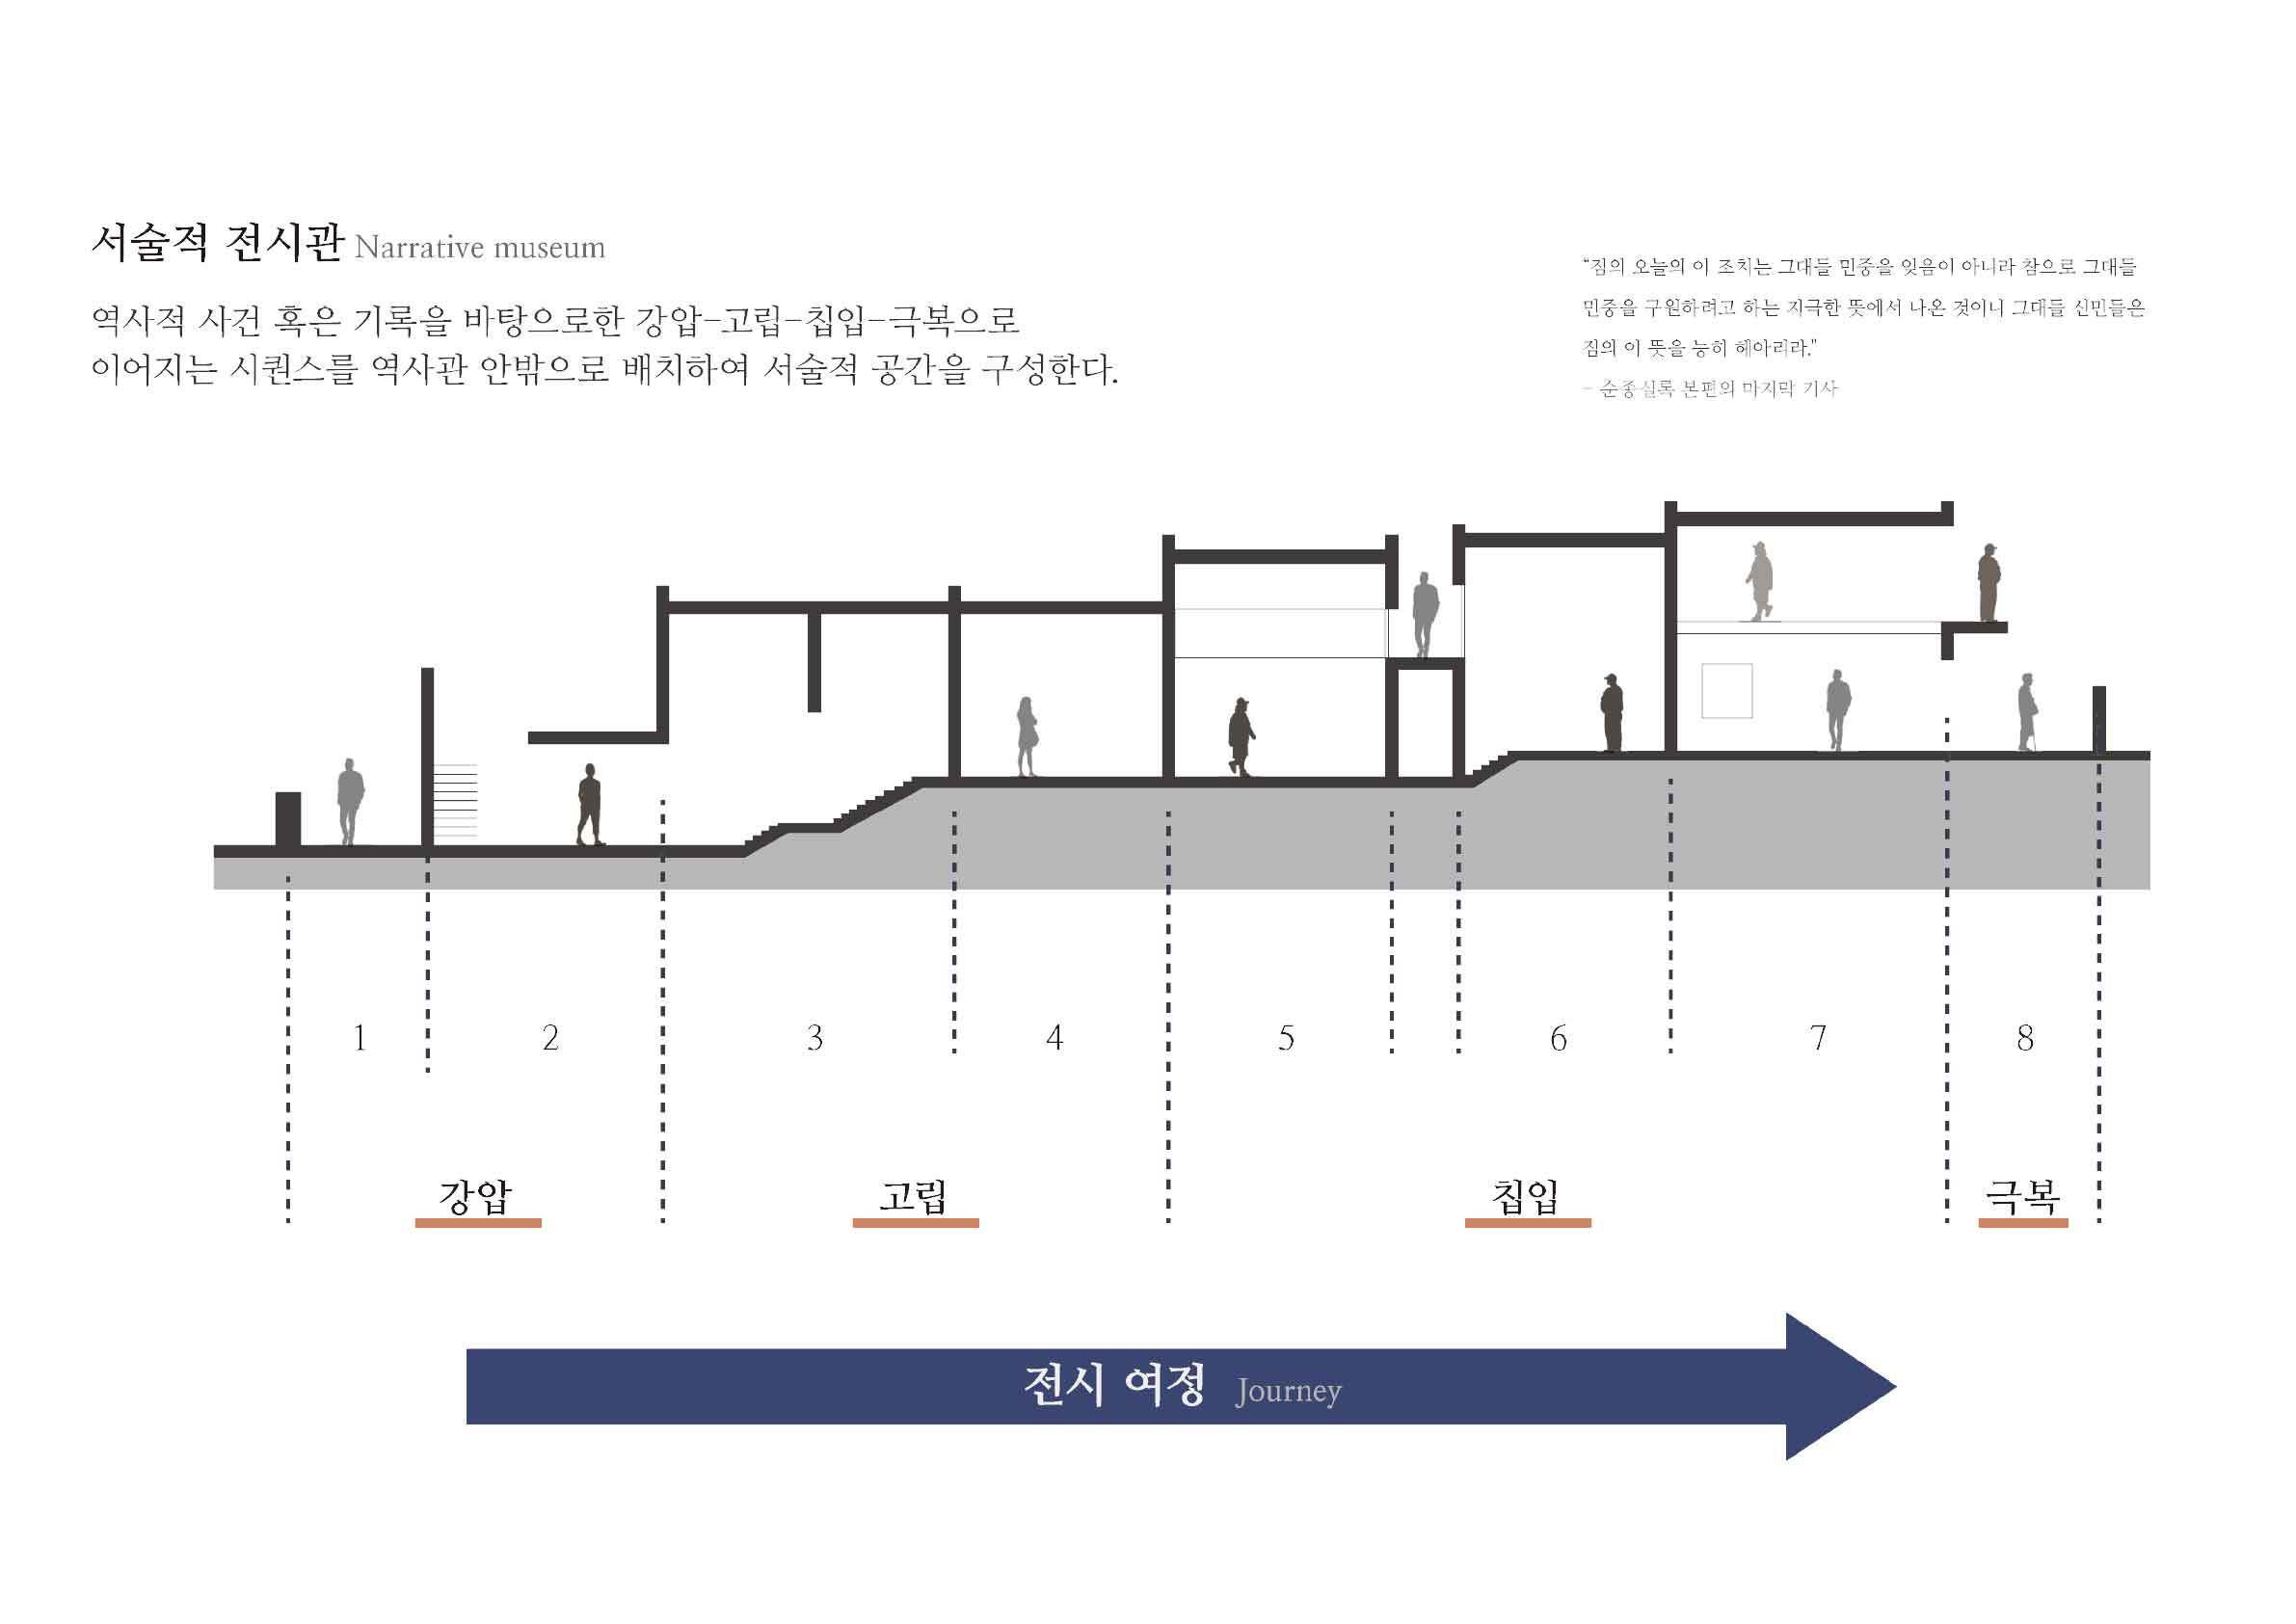 서술적 전시관 Narrative museum
역사적 사건 혹은 기록을 바탕으로한 강압-고립-침입-극복으로
이어지는 시퀀스를 역사관 안밖으로 배치하여 서술적 공간을 구성한다.
“짐의 오늘의 이 조치는 그대들 민중을 잊음이 아니라 참으로 그대들
민중을 구원하려고 하는 지극한 뜻에서 나온 것이니 그대들 신민들은
짐의 이 뜻을 능히 헤아리라."
- 순종실록 본편의 마지막 기사
1 2 3 4 5 6 7 8
강압 고립 침입 극복
전시 여정 Journey